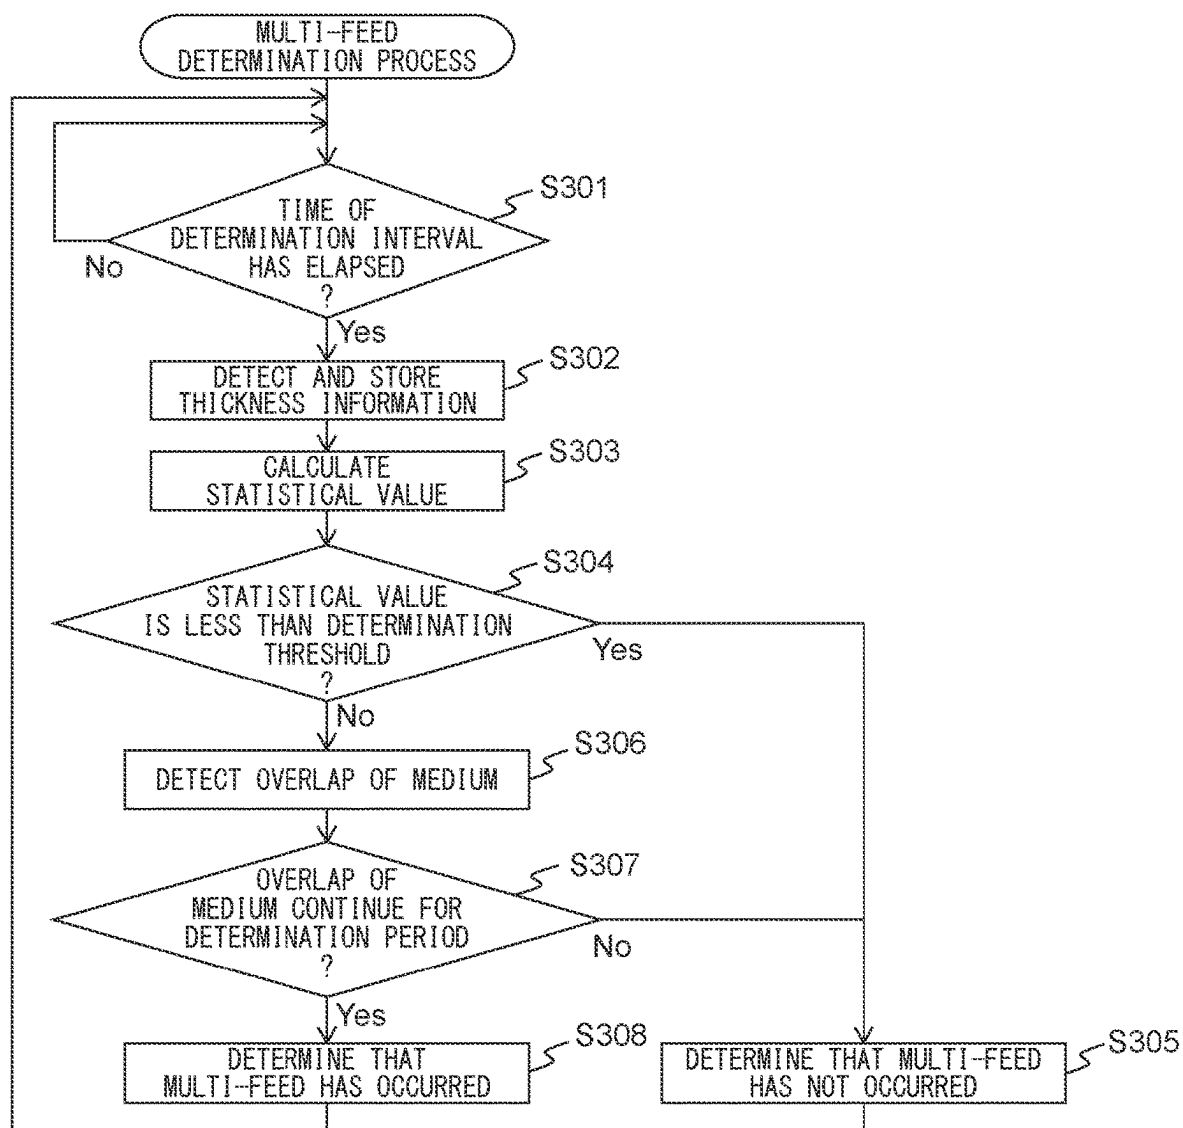 MULTI-FEED
DETERMINATION PROCESS
S301
TIME OF
DETERMINATION INTERVAL
HAS ELAPSED
?
No
Yes
S302
DETECT AND STORE
THICKNESS INFORMATION
S303
CALCULATE
STATISTICAL VALUE
S304
STATISTICAL VALUE
IS LESS THAN DETERMINATION
THRESHOLD
?
Yes
No
S306
DETECT OVERLAP OF MEDIUM
S307
OVERLAP OF
MEDIUM CONTINUE FOR
DETERMINATION PERIOD
?
No
Yes
S308
DETERMINE THAT
MULTI-FEED HAS OCCURRED
S305
DETERMINE THAT MULTI-FEED
HAS NOT OCCURRED